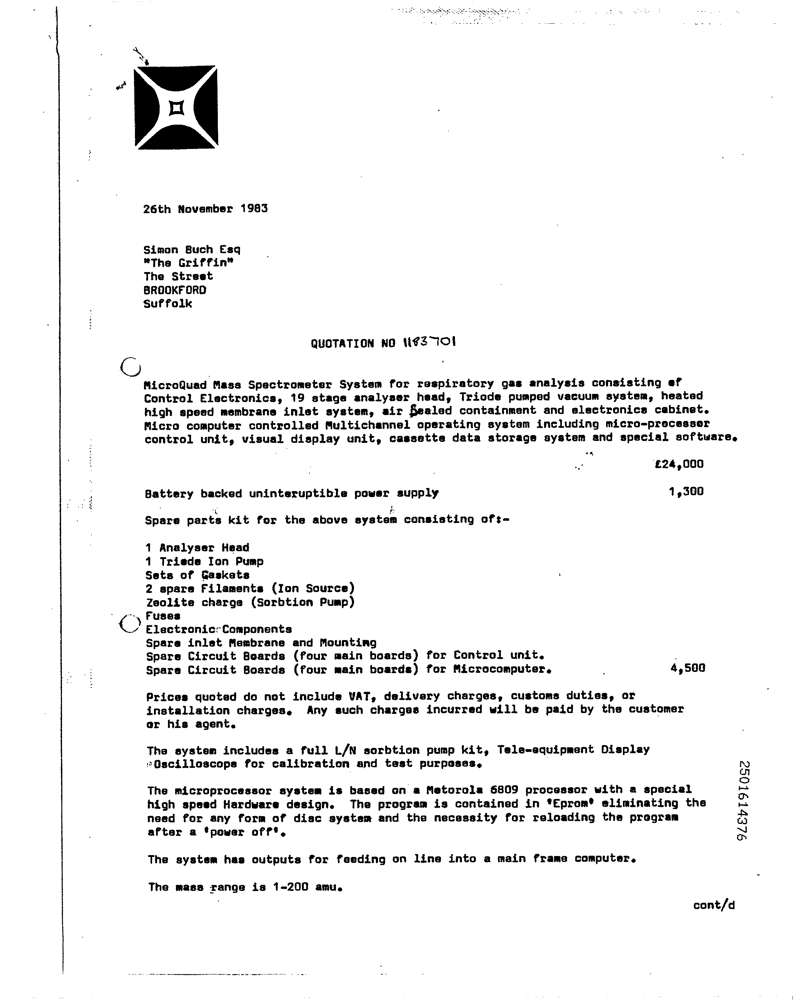 26th November 1983
Simon Buch Esq
"The Griffin"
The Street
BROOKFORD
Suffolk
QUOTATION NO 1183701
MicroQuad Mass Spectrometer System for respiratory gas analysis consisting of
Control Electronics, 19 stage analyser head, Triode pumped vacuum system, heated
high speed membrane inlet system, air Sealed containment and electronics cabinet.
Micro computer controlled Multichannel operating system including micro-processor
control unit, visual display unit, cassette data storage system and special software.
£24,000
Battery backed uninteruptible power supply 1,300
Spare parts kit for the above system consisting of:-
1 Analyser Head
1 Triode Ion Pump
Sets of Gaskets
2 spare Filaments (Ion Source)
Zeolite charge (Sorbtion Pump)
Fuses
Electronic Components
Spare inlet Membrane and Mounting
Spare Circuit Boards (four main boards) for Control unit.
Spare Circuit Boards (four main boards) for Microcomputer. 4,500
Prices quoted do not include VAT, delivery charges, customs duties, or
installation charges. Any such charges incurred will be paid by the customer
or his agent.
The system includes a full L/N sorbtion pump kit, Tele-equipment Display
Oscilloscope for calibration and test purposes.
The microprocessor system is based on a Motorola 6809 processor with a special
high speed Hardware design. The program is contained in 'Eprom' eliminating the
need for any form of disc system and the necessity for reloading the program
after a 'power off'.
The system has outputs for feeding on line into a main frame computer.
The mass range is 1-200 amu.
cont/d
2501614376